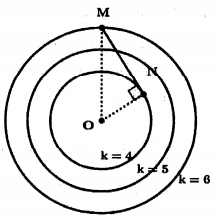 M
N
O
k = 4
k = 5
k = 6